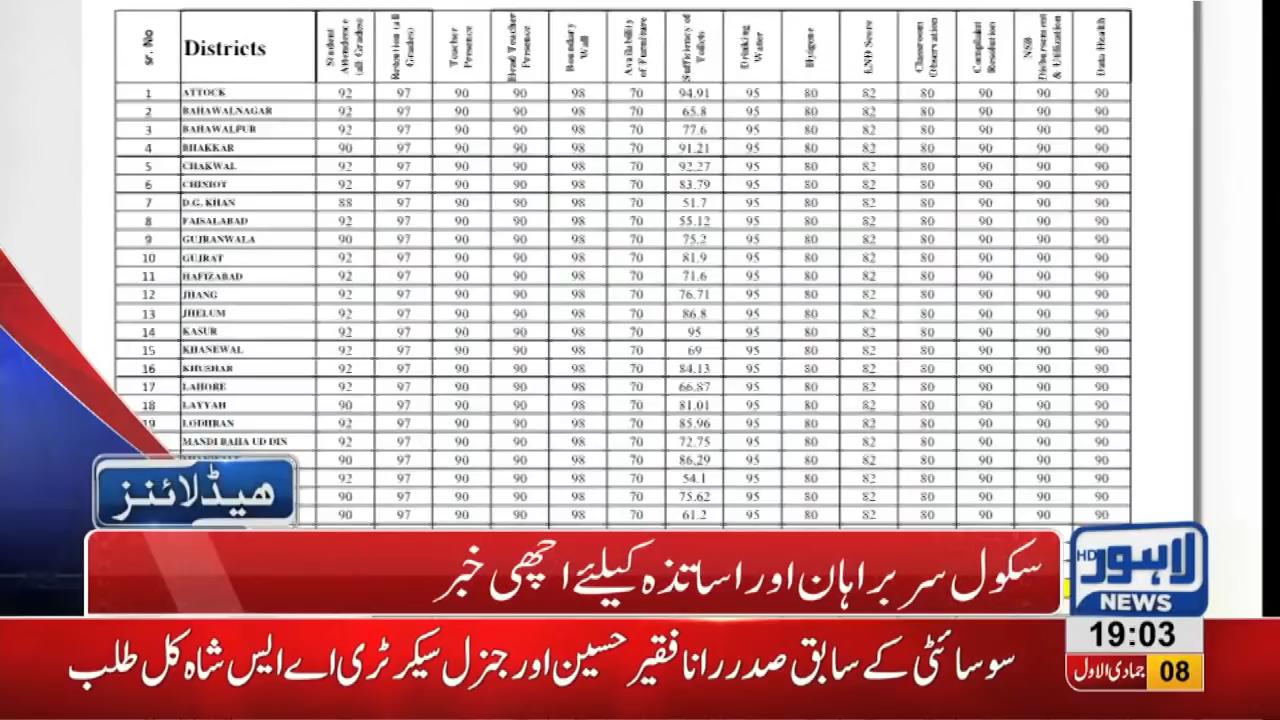 sr. No Districts Student Attendence (all Grades) Retention (all Grades) Teacher Presence Head Teacher Presence Boundary Wall Availability of Furniture Sufficiency of Toilets Drinking Water Hyigene LND Score Classroom Observation Complaint Resolution NSB Disbursement & Utilization Data Health
1 ATTOCK 92 97 90 90 98 70 94.91 95 80 82 80 90 90 90
2 BAHAWALNAGAR 92 97 90 90 98 70 65.8 95 80 82 80 90 90 90
3 BAHAWALPUR 92 97 90 90 98 70 77.6 95 80 82 80 90 90 90
4 BHAKKAR 90 97 90 90 98 70 91.21 95 80 82 80 90 90 90
5 CHAKWAL 92 97 90 90 98 70 92.27 95 80 82 80 90 90 90
6 CHINIOT 92 97 90 90 98 70 83.79 95 80 82 80 90 90 90
7 D.G. KHAN 88 97 90 90 98 70 51.7 95 80 82 80 90 90 90
8 FAISALABAD 92 97 90 90 98 70 55.12 95 80 82 80 90 90 90
9 GUJRANWALA 90 97 90 90 98 70 75.2 95 80 82 80 90 90 90
10 GUJRAT 92 97 90 90 98 70 81.9 95 80 82 80 90 90 90
11 HAFIZABAD 92 97 90 90 98 70 71.6 95 80 82 80 90 90 90
12 JHANG 92 97 90 90 98 70 76.71 95 80 82 80 90 90 90
13 JHELUM 92 97 90 90 98 70 86.8 95 80 82 80 90 90 90
14 KASUR 92 97 90 90 98 70 95 95 80 82 80 90 90 90
15 KHANEWAL 92 97 90 90 98 70 69 95 80 82 80 90 90 90
16 KHUSHAB 92 97 90 90 98 70 84.13 95 80 82 80 90 90 90
17 LAHORE 92 97 90 90 98 70 66.87 95 80 82 80 90 90 90
18 LAYYAH 90 97 90 90 98 70 81.01 95 80 82 80 90 90 90
19 LODHRAN 92 97 90 90 98 70 85.96 95 80 82 80 90 90 90
MANDI BAHA UD DIN 92 97 90 90 98 70 72.75 95 80 82 80 90 90 90
90 97 90 90 98 70 86.29 95 80 82 80 90 90 90
92 97 90 90 98 70 54.1 95 80 82 80 90 90 90
90 97 90 90 98 70 75.62 95 80 82 80 90 90 90
90 97 90 90 98 70 61.2 95 80 82 80 90 90 90
ہیڈلائنز
سکول سربراہان اور اساتذہ کیلئے اچھی خبر
لاہور HD
NEWS
19:03
08 جمادی الاول
سوسائٹی کے سابق صدر رانا فقیر حسین اور جنرل سیکرٹری اے ایس شاہ کل طلب